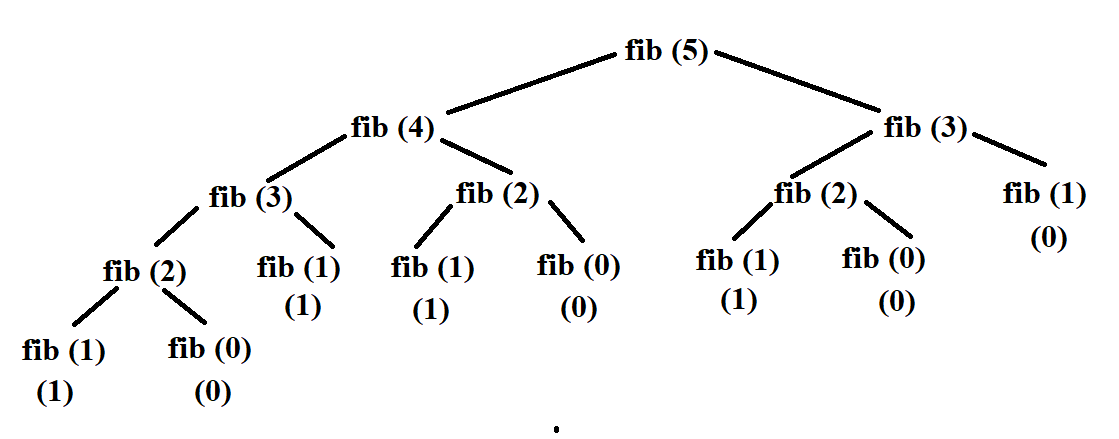 fib (5)
fib (4)
fib (3)
fib (3)
fib (2)
fib (2)
fib (1)
(0)
fib (2)
fib (1)
(1)
fib (1)
(1)
fib (0)
(0)
fib (1)
(1)
fib (0)
(0)
fib (1)
(1)
fib (0)
(0)